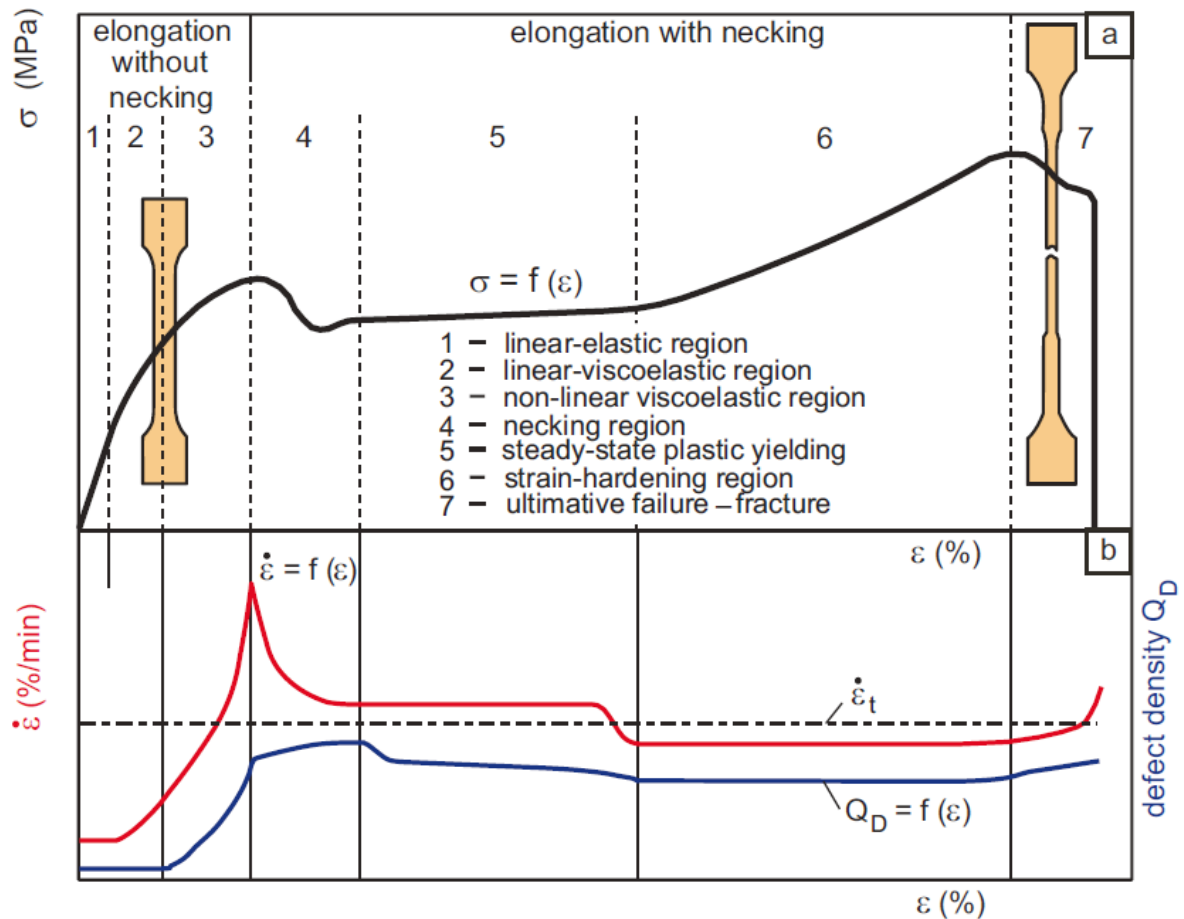 σ (MPa)
elongation
without
necking
elongation with necking
a
1 2 3 4 5 6 7
σ = f (ε)
1 – linear-elastic region
2 – linear-viscoelastic region
3 – non-linear viscoelastic region
4 – necking region
5 – steady-state plastic yielding
6 – strain-hardening region
7 – ultimative failure – fracture
ε (%)
b
ε̇ = f (ε)
ε̇ (%/min)
defect density Q_D
ε̇_t
Q_D = f (ε)
ε (%)